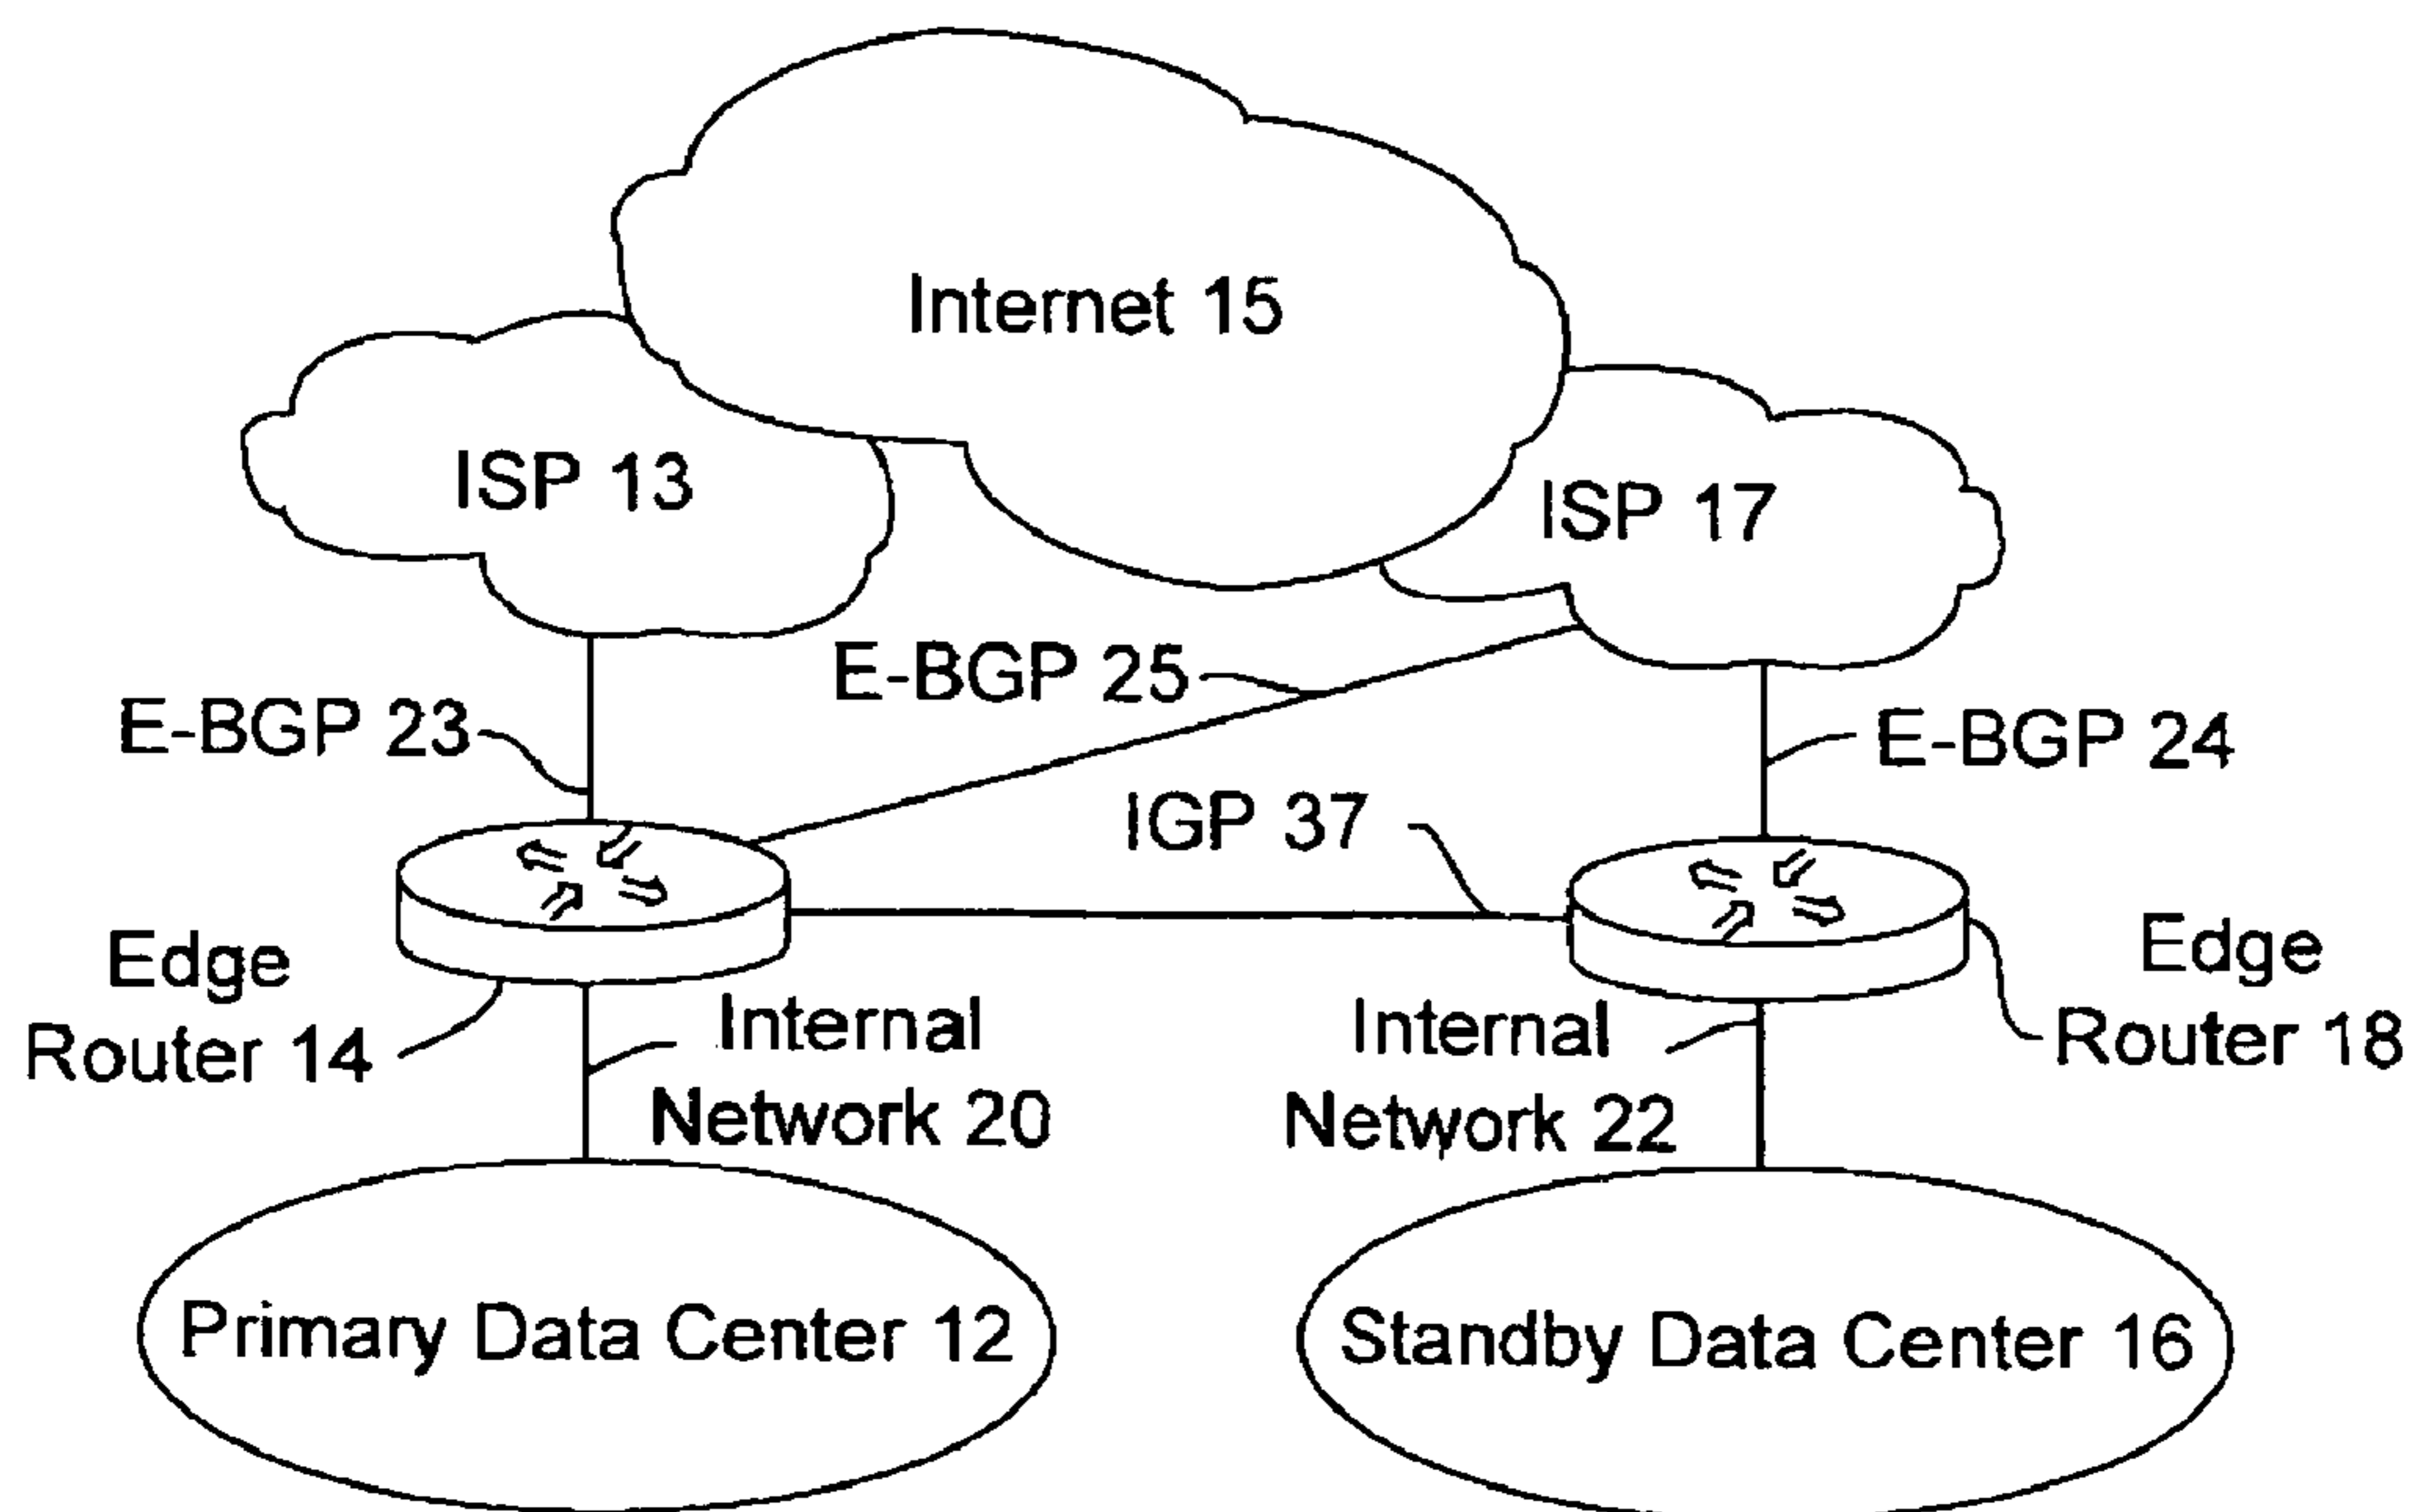 Internet 15
ISP 13
ISP 17
E-BGP 25
E-BGP 23
E-BGP 24
IGP 37
Edge
Router 14
Internal
Network 20
Internal
Network 22
Edge
Router 18
Primary Data Center 12
Standby Data Center 16